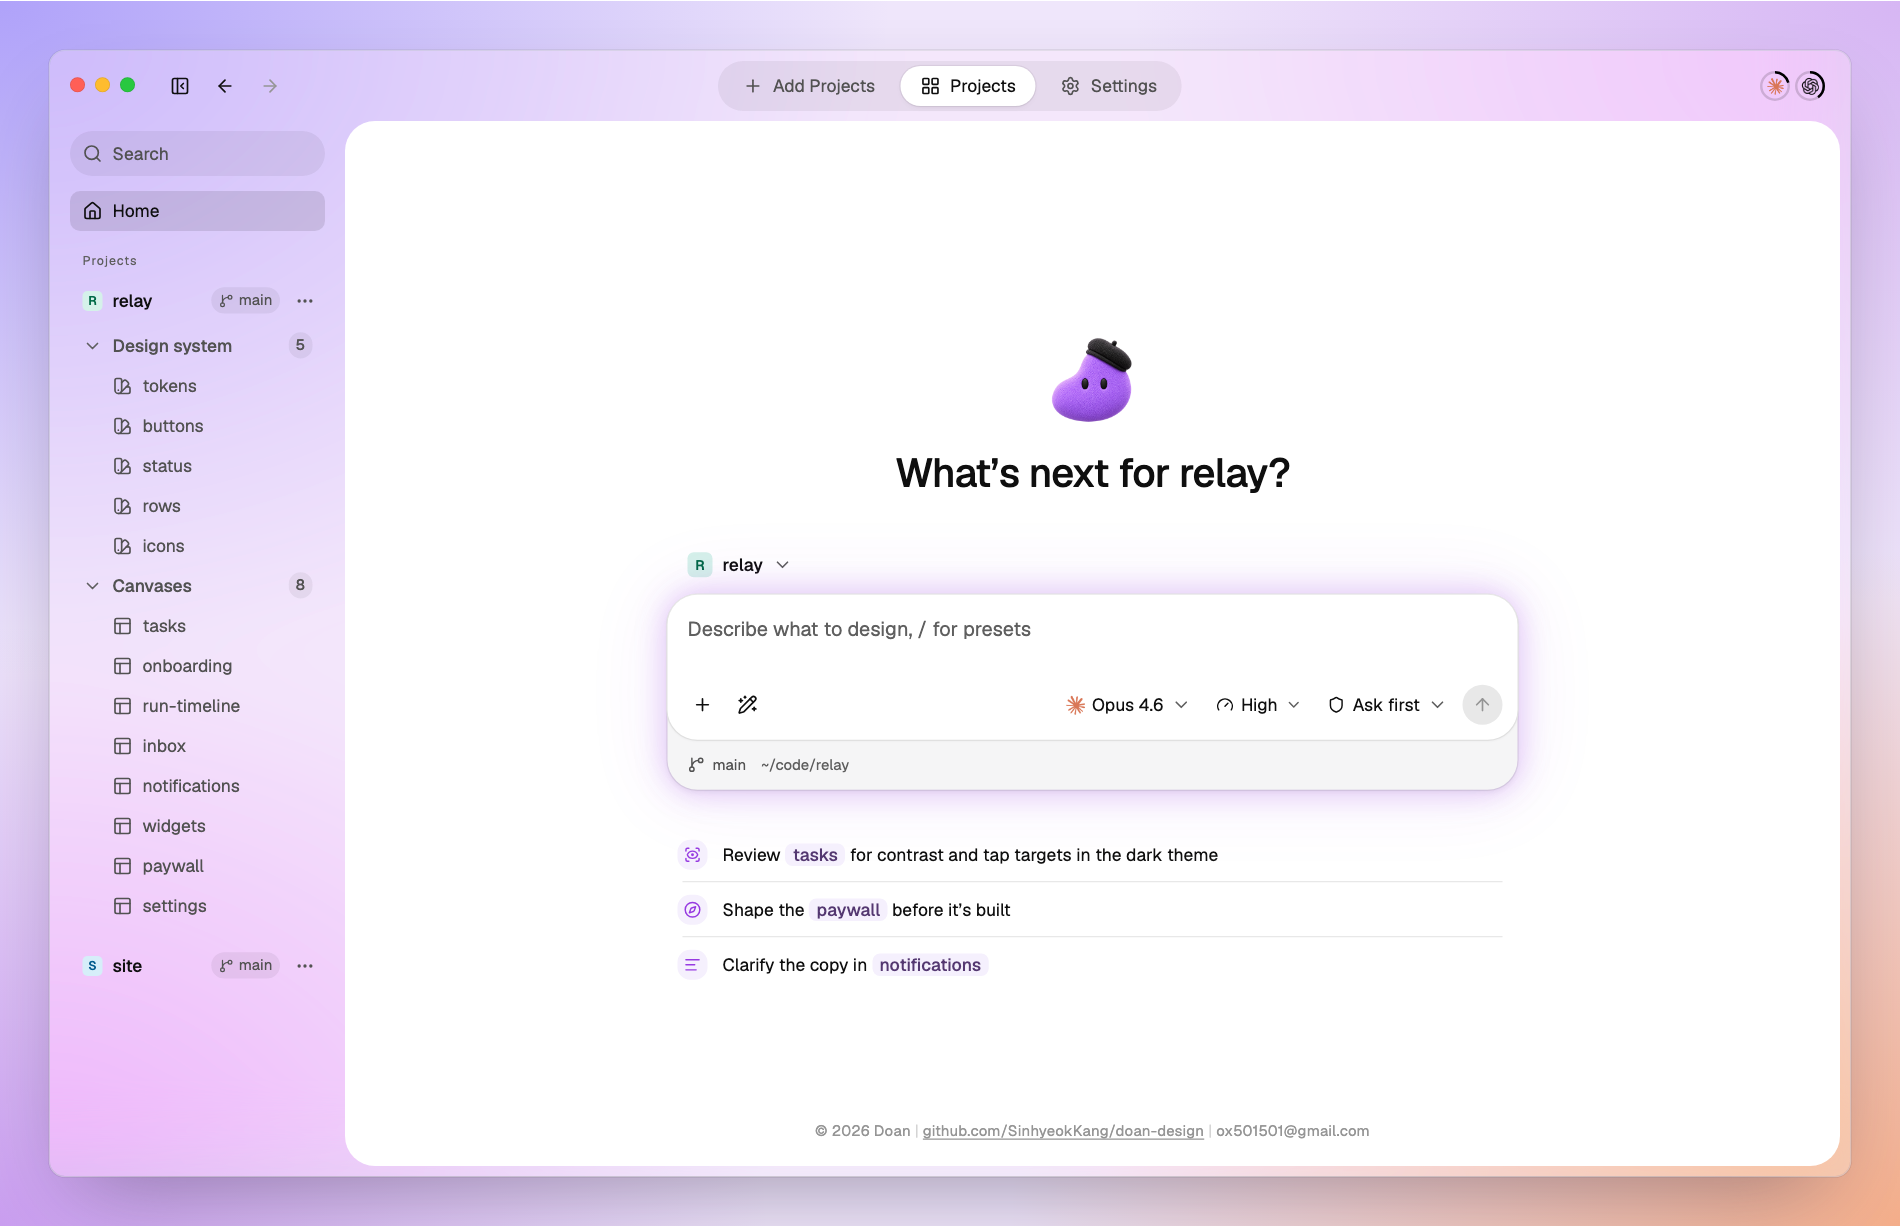 Add Projects
Projects
Settings
Search
Home
Projects
R relay main
Design system 5
tokens
buttons
status
rows
icons
Canvases 8
tasks
onboarding
run-timeline
inbox
notifications
widgets
paywall
settings
S site main
What’s next for relay?
R relay
Describe what to design, / for presets
Opus 4.6 High Ask first
main ~/code/relay
Review tasks for contrast and tap targets in the dark theme
Shape the paywall before it’s built
Clarify the copy in notifications
© 2026 Doan | github.com/SinhyeokKang/doan-design | ox501501@gmail.com